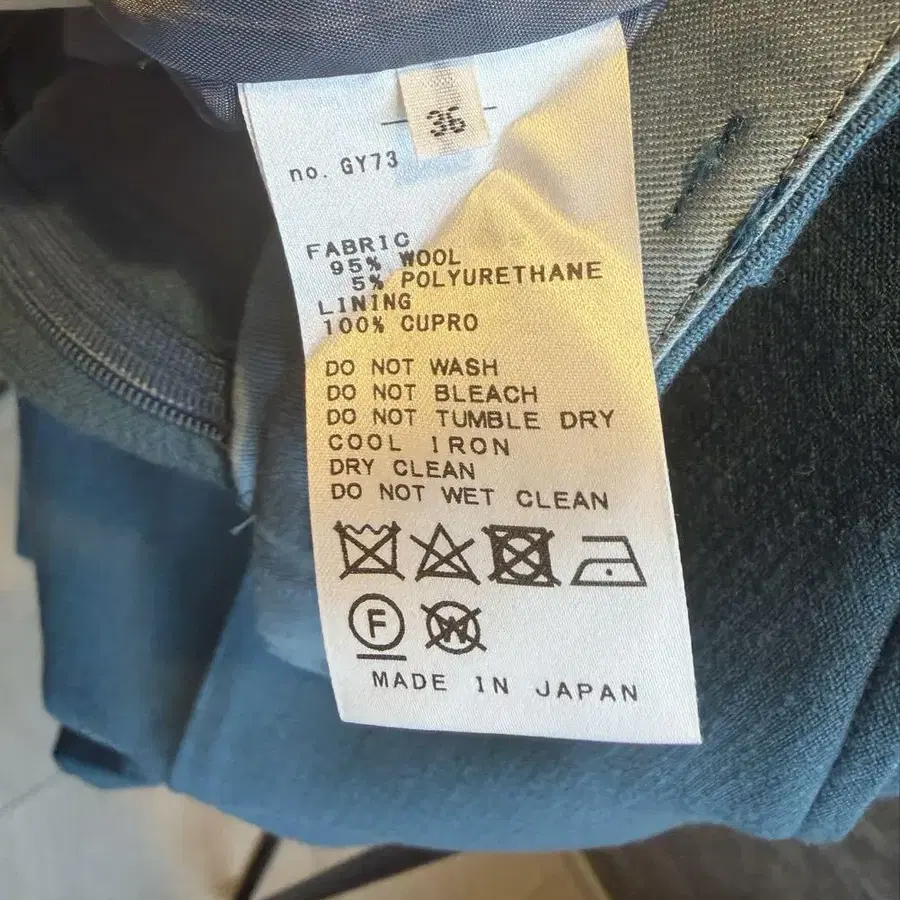 36
no. GY73
FABRIC
95% WOOL
5% POLYURETHANE
LINING
100% CUPRO
DO NOT WASH
DO NOT BLEACH
DO NOT TUMBLE DRY
COOL IRON
DRY CLEAN
DO NOT WET CLEAN
F W
MADE IN JAPAN